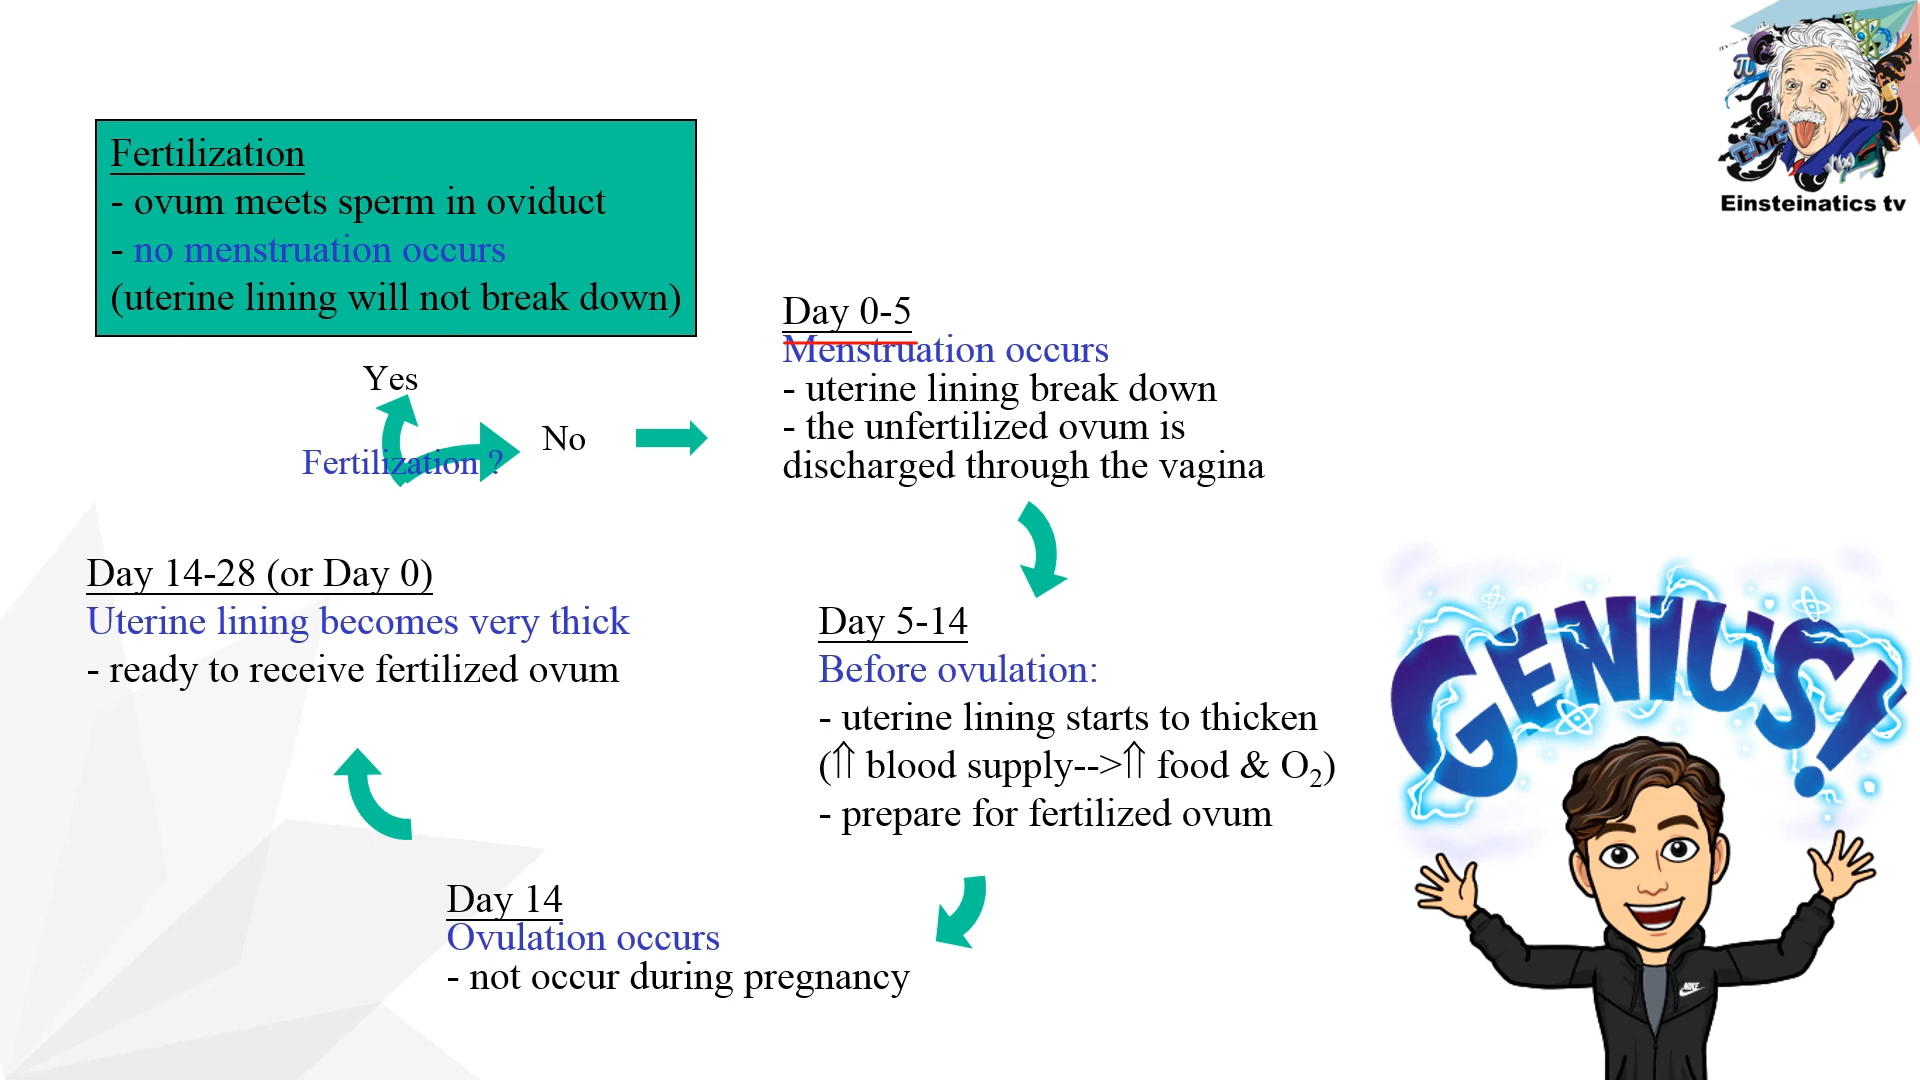 Fertilization
- ovum meets sperm in oviduct
- no menstruation occurs
(uterine lining will not break down)
Yes
No
Fertilization ?
Day 0-5
Menstruation occurs
- uterine lining break down
- the unfertilized ovum is
discharged through the vagina
Day 5-14
Before ovulation:
- uterine lining starts to thicken
(⇑ blood supply-->⇑ food & O₂)
- prepare for fertilized ovum
Day 14
Ovulation occurs
- not occur during pregnancy
Day 14-28 (or Day 0)
Uterine lining becomes very thick
- ready to receive fertilized ovum
π
Einsteinatics tv
GENIUS!
NIKE